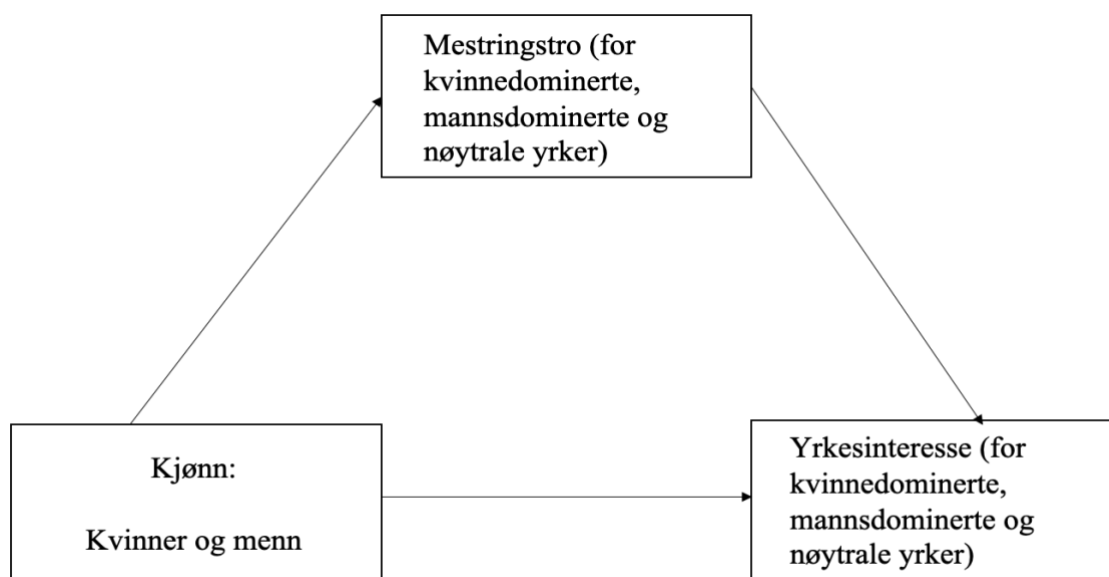 Mestringstro (for
kvinnedominerte,
mannsdominerte og
nøytrale yrker)
Kjønn:
Kvinner og menn
Yrkesinteresse (for
kvinnedominerte,
mannsdominerte og
nøytrale yrker)